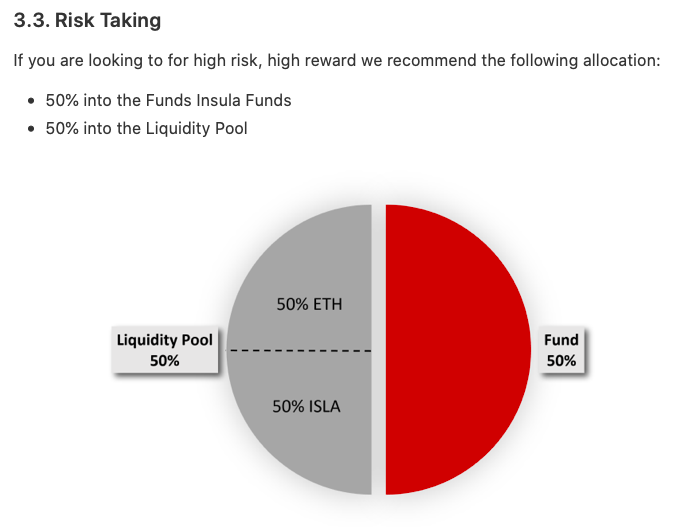 3.3. Risk Taking
If you are looking to for high risk, high reward we recommend the following allocation:
• 50% into the Funds Insula Funds
• 50% into the Liquidity Pool
50% ETH
Liquidity Pool
50%
Fund
50%
50% ISLA